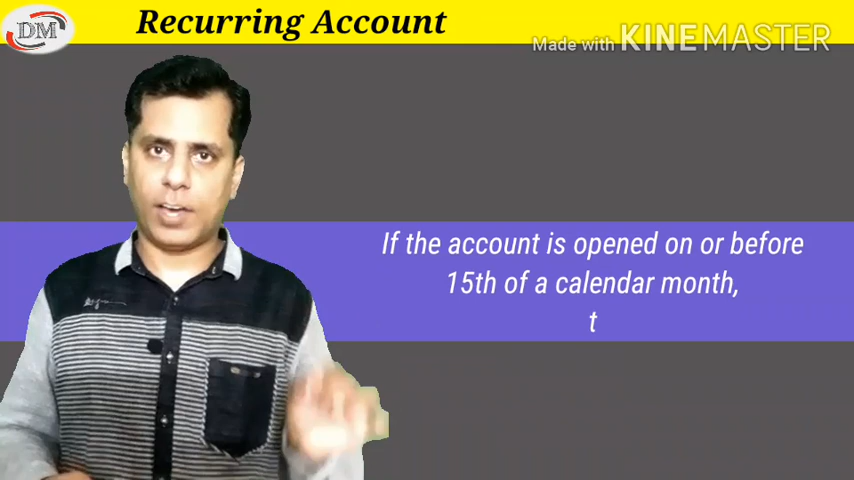 Recurring Account
DM
Made with KINEMASTER
If the account is opened on or before
15th of a calendar month,
t